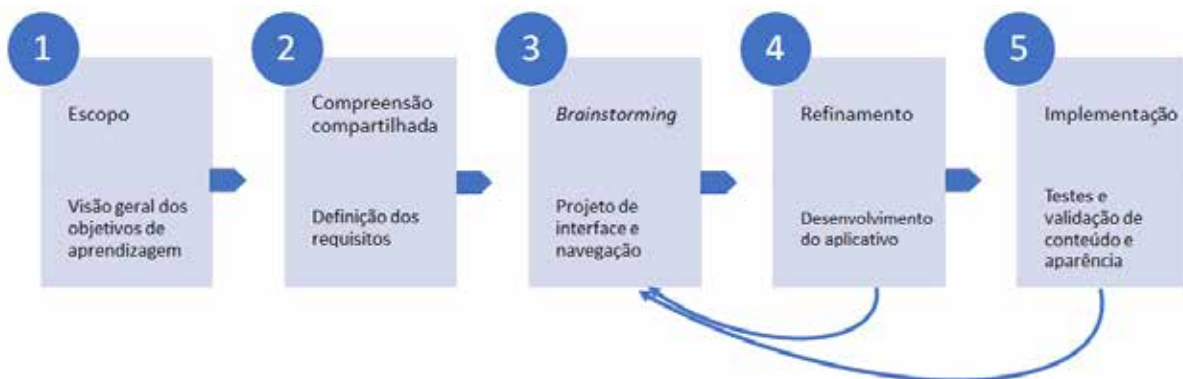 1
Escopo
Visão geral dos
objetivos de
aprendizagem
2
Compreensão
compartilhada
Definição dos
requisitos
3
Brainstorming
Projeto de
interface e
navegação
4
Refinamento
Desenvolvimento
do aplicativo
5
Implementação
Testes e
validação de
conteúdo e
aparência